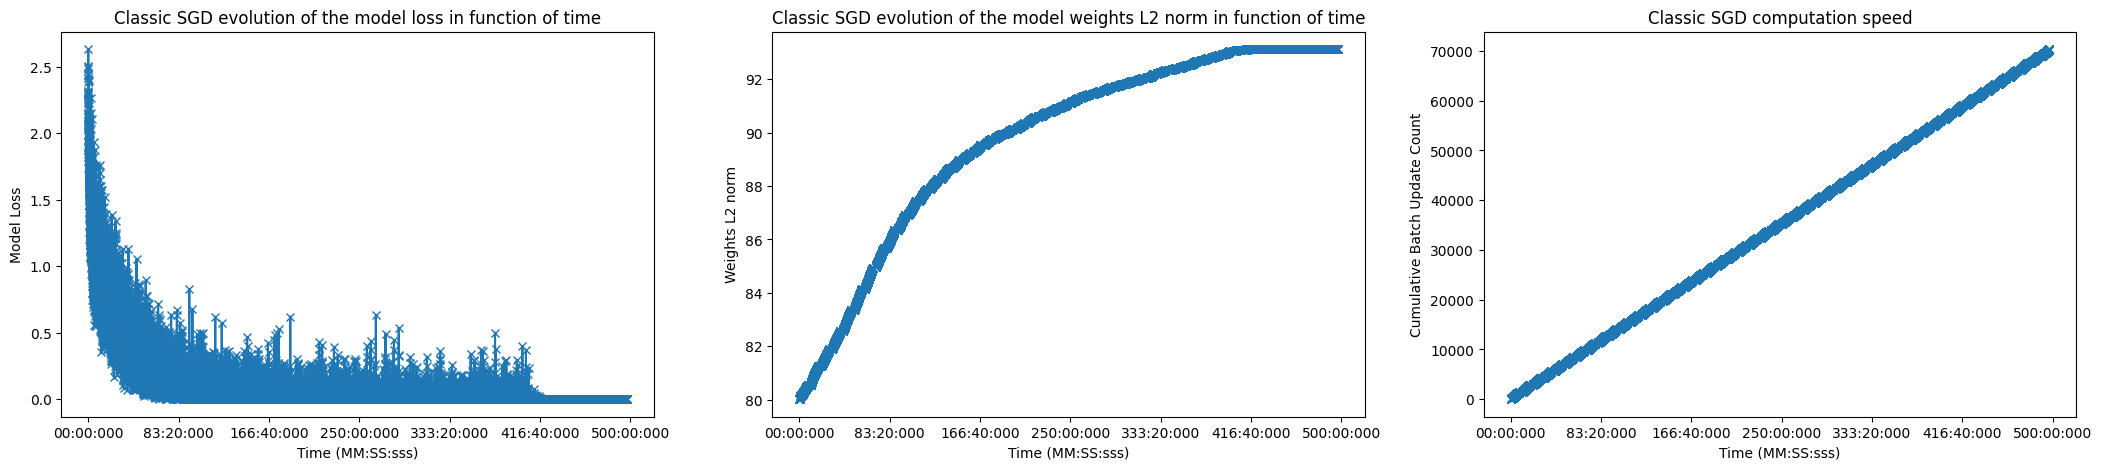 Classic SGD evolution of the model loss in function of time
Model Loss
2.5
2.0
1.5
1.0
0.5
0.0
00:00:000 83:20:000 166:40:000 250:00:000 333:20:000 416:40:000 500:00:000
Time (MM:SS:sss)
Classic SGD evolution of the model weights L2 norm in function of time
Weights L2 norm
92
90
88
86
84
82
80
00:00:000 83:20:000 166:40:000 250:00:000 333:20:000 416:40:000 500:00:000
Time (MM:SS:sss)
Classic SGD computation speed
Cumulative Batch Update Count
70000
60000
50000
40000
30000
20000
10000
0
00:00:000 83:20:000 166:40:000 250:00:000 333:20:000 416:40:000 500:00:000
Time (MM:SS:sss)